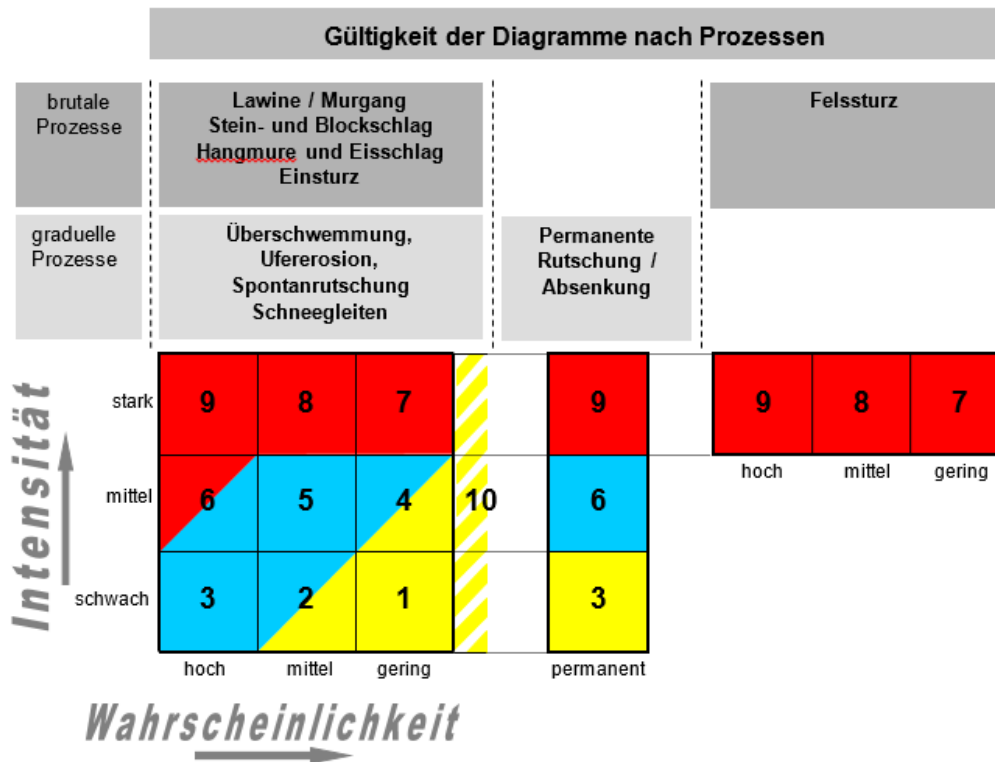 Gültigkeit der Diagramme nach Prozessen
brutale
Prozesse
Lawine / Murgang
Stein- und Blockschlag
Hangmure und Eisschlag
Einsturz
Felssturz
graduelle
Prozesse
Überschwemmung,
Ufererosion,
Spontanrutschung
Schneegleiten
Permanente
Rutschung /
Absenkung
Intensität
stark 9 8 7 9 9 8 7
hoch mittel gering
mittel 6 5 4 10 6
schwach 3 2 1 3
hoch mittel gering permanent
Wahrscheinlichkeit